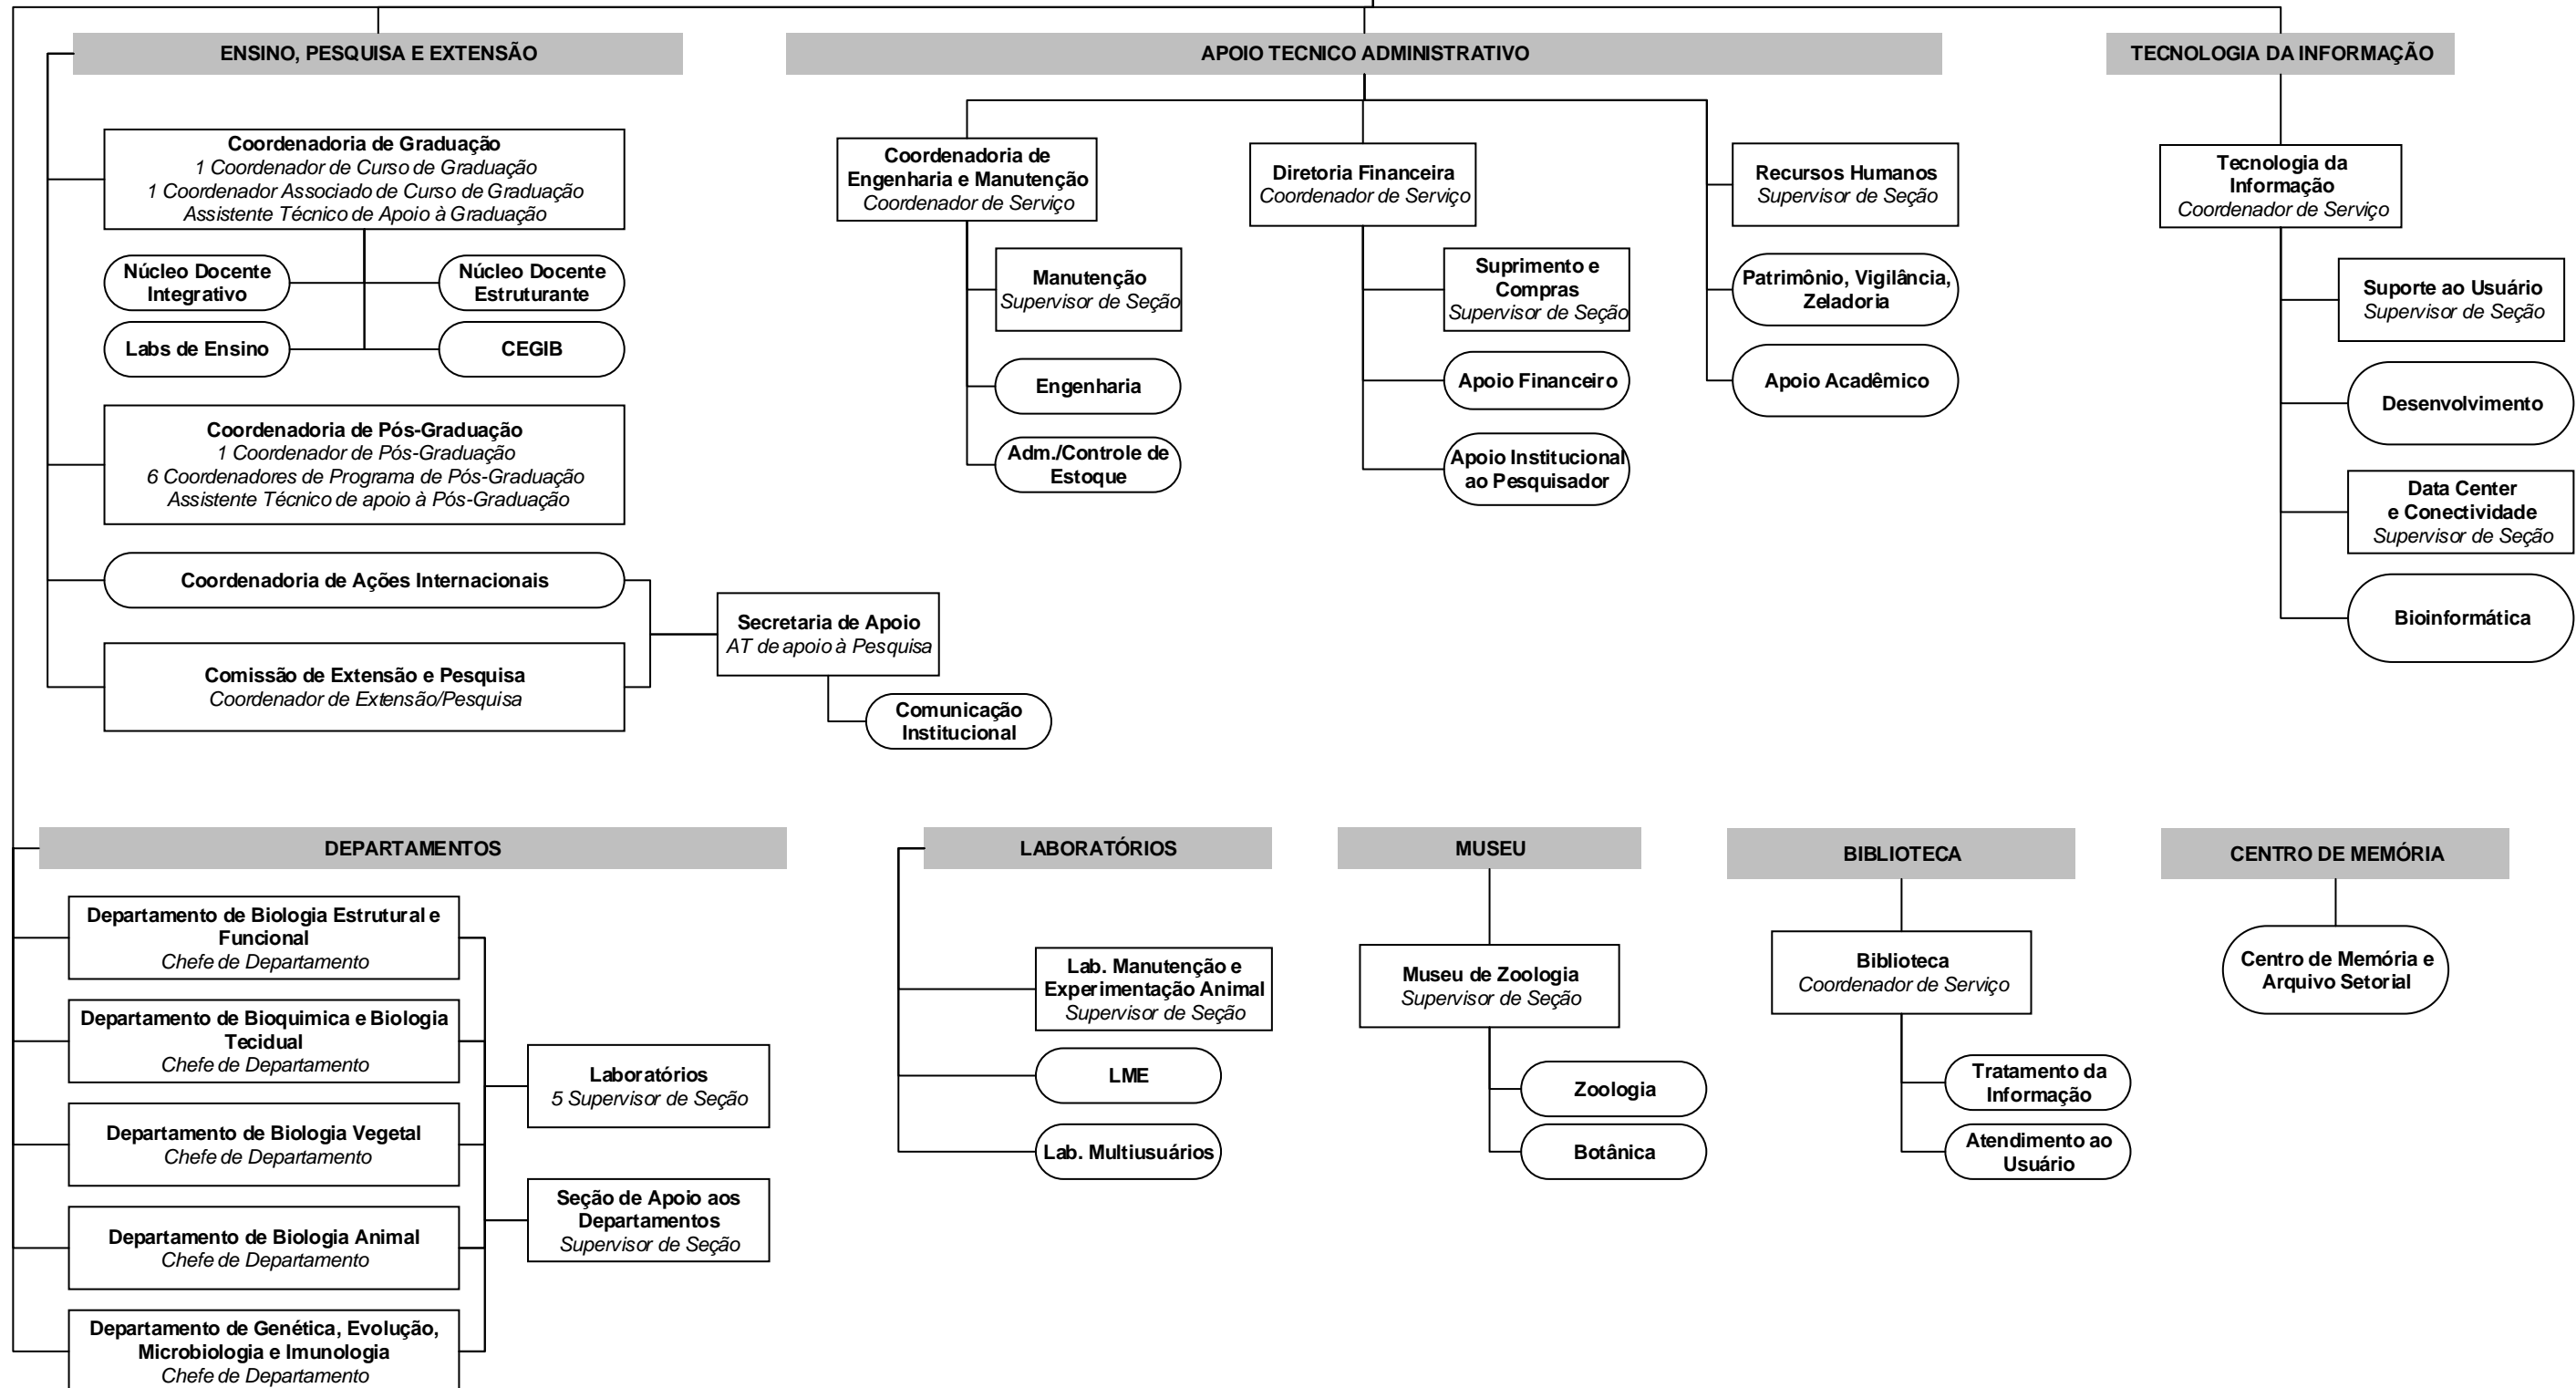 ENSINO, PESQUISA E EXTENSÃO
Coordenadoria de Graduação
1 Coordenador de Curso de Graduação
1 Coordenador Associado de Curso de Graduação
Assistente Técnico de Apoio à Graduação
Núcleo Docente
Integrativo
Núcleo Docente
Estruturante
Labs de Ensino
CEGIB
Coordenadoria de Pós-Graduação
1 Coordenador de Pós-Graduação
6 Coordenadores de Programa de Pós-Graduação
Assistente Técnico de apoio à Pós-Graduação
Coordenadoria de Ações Internacionais
Comissão de Extensão e Pesquisa
Coordenador de Extensão/Pesquisa
Secretaria de Apoio
AT de apoio à Pesquisa
Comunicação
Institucional
APOIO TECNICO ADMINISTRATIVO
Coordenadoria de
Engenharia e Manutenção
Coordenador de Serviço
Manutenção
Supervisor de Seção
Engenharia
Adm./Controle de
Estoque
Diretoria Financeira
Coordenador de Serviço
Suprimento e
Compras
Supervisor de Seção
Apoio Financeiro
Apoio Institucional
ao Pesquisador
Recursos Humanos
Supervisor de Seção
Patrimônio, Vigilância,
Zeladoria
Apoio Acadêmico
TECNOLOGIA DA INFORMAÇÃO
Tecnologia da
Informação
Coordenador de Serviço
Suporte ao Usuário
Supervisor de Seção
Desenvolvimento
Data Center
e Conectividade
Supervisor de Seção
Bioinformática
DEPARTAMENTOS
Departamento de Biologia Estrutural e
Funcional
Chefe de Departamento
Departamento de Bioquimica e Biologia
Tecidual
Chefe de Departamento
Departamento de Biologia Vegetal
Chefe de Departamento
Departamento de Biologia Animal
Chefe de Departamento
Departamento de Genética, Evolução,
Microbiologia e Imunologia
Chefe de Departamento
Laboratórios
5 Supervisor de Seção
Seção de Apoio aos
Departamentos
Supervisor de Seção
LABORATÓRIOS
Lab. Manutenção e
Experimentação Animal
Supervisor de Seção
LME
Lab. Multiusuários
MUSEU
Museu de Zoologia
Supervisor de Seção
Zoologia
Botânica
BIBLIOTECA
Biblioteca
Coordenador de Serviço
Tratamento da
Informação
Atendimento ao
Usuário
CENTRO DE MEMÓRIA
Centro de Memória e
Arquivo Setorial